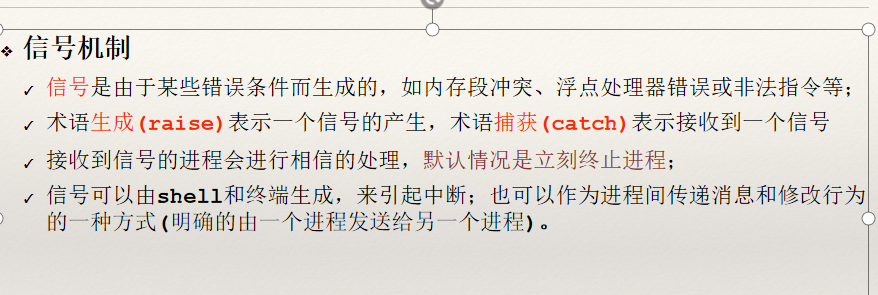 信号机制
信号是由于某些错误条件而生成的，如内存段冲突、浮点处理器错误或非法指令等；
术语生成(raise)表示一个信号的产生，术语捕获(catch)表示接收到一个信号
接收到信号的进程会进行相信的处理，默认情况是立刻终止进程；
信号可以由shell和终端生成，来引起中断；也可以作为进程间传递消息和修改行为
的一种方式(明确的由一个进程发送给另一个进程)。